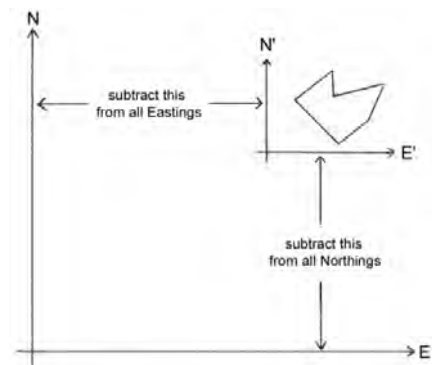 N
N'
subtract this
from all Eastings
E'
subtract this
from all Northings
E